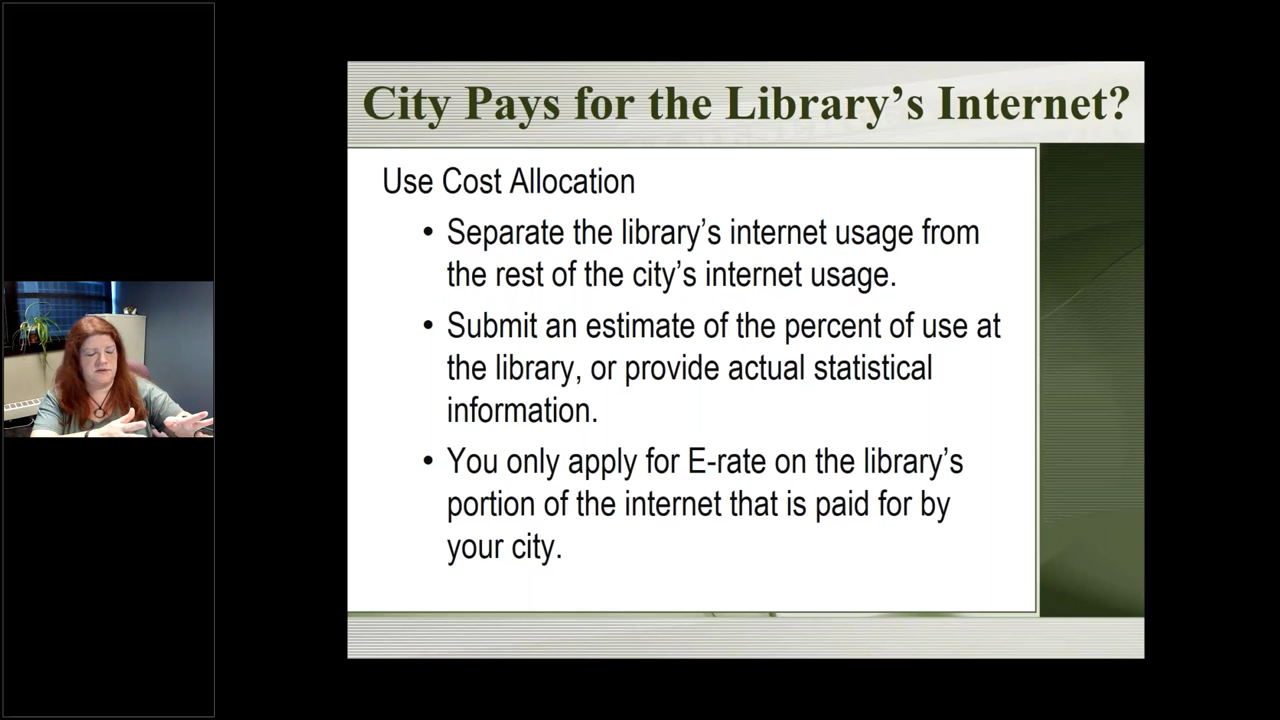 City Pays for the Library’s Internet?
Use Cost Allocation
• Separate the library’s internet usage from
the rest of the city’s internet usage.
• Submit an estimate of the percent of use at
the library, or provide actual statistical
information.
• You only apply for E-rate on the library’s
portion of the internet that is paid for by
your city.